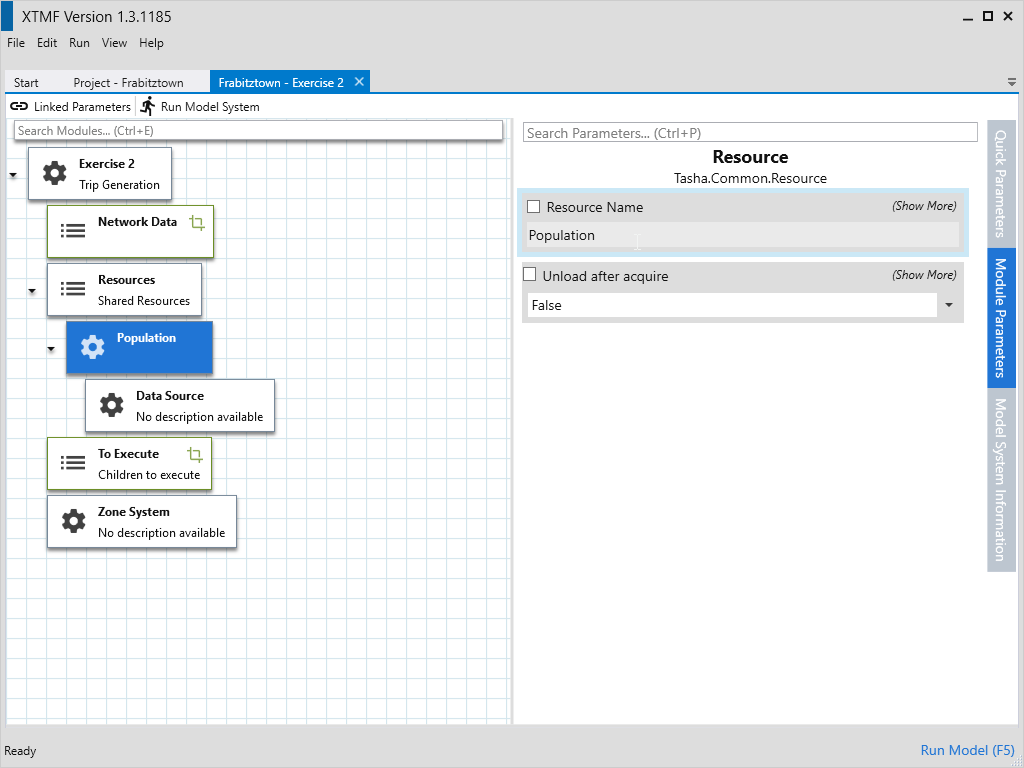 XTMF Version 1.3.1185
File Edit Run View Help
Start Project - Frabitztown Frabitztown - Exercise 2
Linked Parameters Run Model System
Search Modules... (Ctrl+E)
Exercise 2
Trip Generation
Network Data
Resources
Shared Resources
Population
Data Source
No description available
To Execute
Children to execute
Zone System
No description available
Search Parameters... (Ctrl+P)
Resource
Tasha.Common.Resource
Resource Name (Show More)
Population
Unload after acquire (Show More)
False
Quick Parameters
Module Parameters
Model System Information
Ready Run Model (F5)